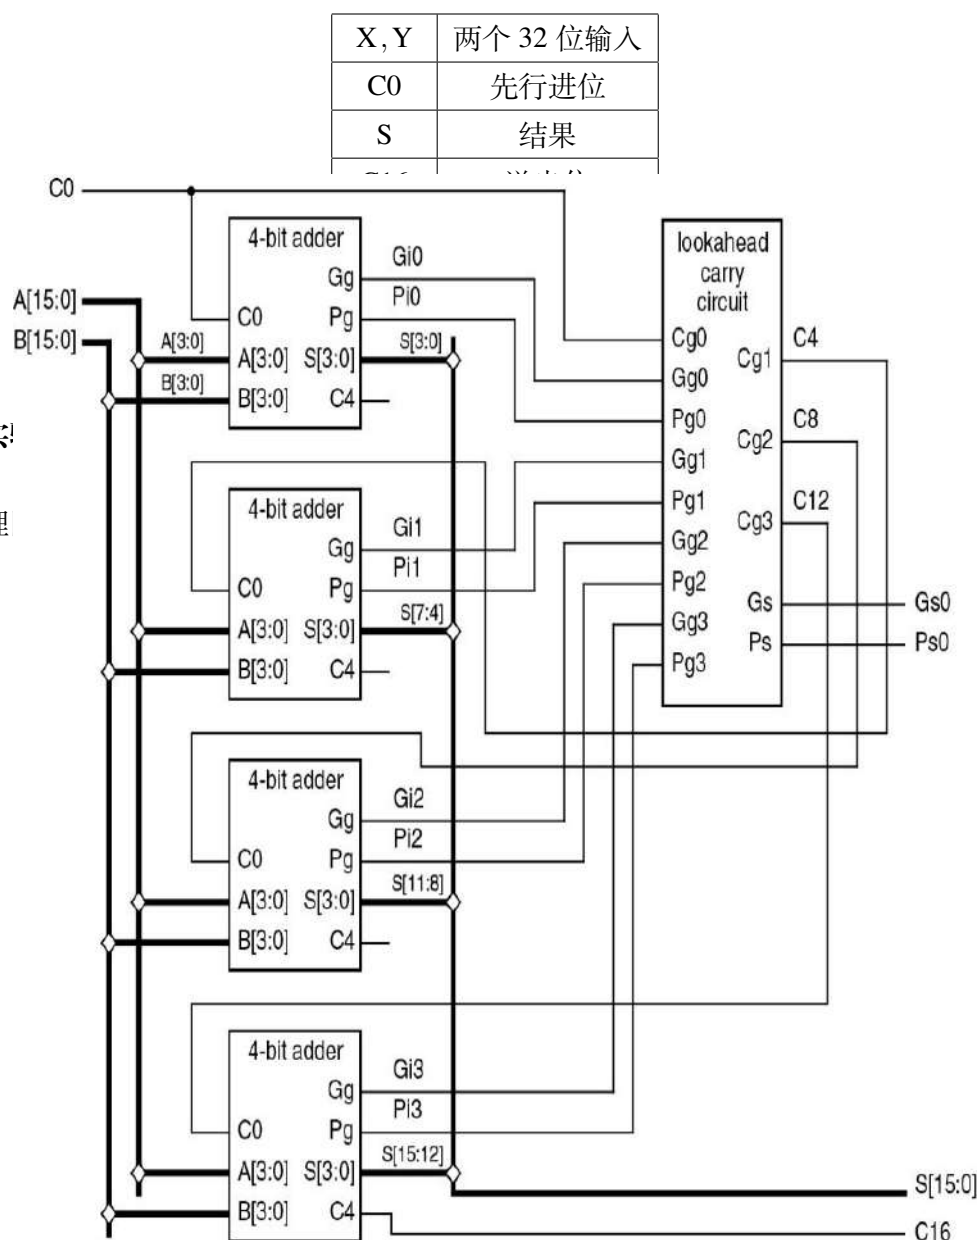 X , Y 两个 32 位输入
C0 先行进位
S 结果
C0
4-bit adder
Gg
Pg
C0
A[3:0] S[3:0]
B[3:0] C4
Gi0
Pi0
A[15:0]
B[15:0]
A[3:0]
B[3:0]
S[3:0]
lookahead
carry
circuit
Cg0
Gg0
Pg0
Gg1
Pg1
Gg2
Pg2
Gg3
Pg3
Cg1
Cg2
Cg3
Gs
Ps
C4
C8
C12
Gs0
Ps0
4-bit adder
Gg
Pg
C0
A[3:0] S[3:0]
B[3:0] C4
Gi1
Pi1
S[7:4]
理
4-bit adder
Gg
Pg
C0
A[3:0] S[3:0]
B[3:0] C4
Gi2
Pi2
S[11:8]
4-bit adder
Gg
Pg
C0
A[3:0] S[3:0]
B[3:0] C4
Gi3
Pi3
S[15:12]
S[15:0]
C16